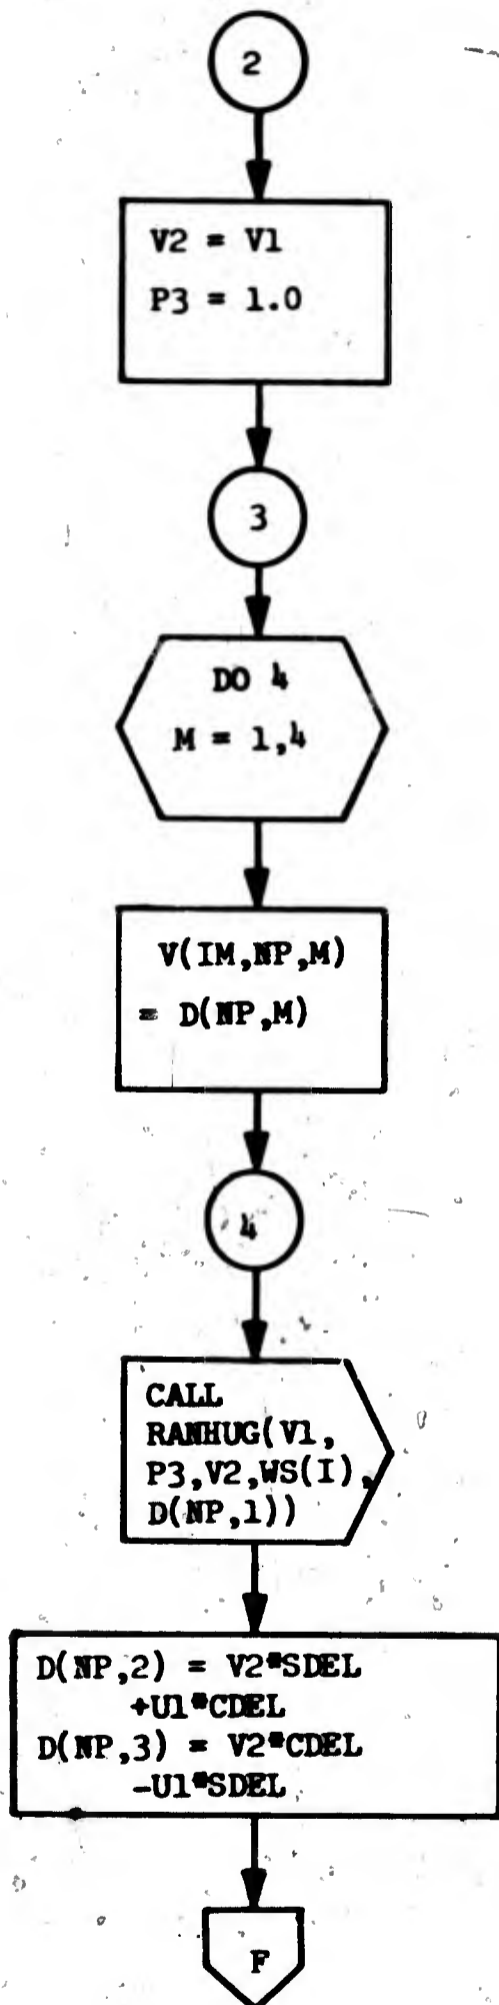 2
V2 = V1
P3 = 1.0
3
DO 4
M = 1,4
V(IM,NP,M)
= D(NP,M)
4
CALL
RANHUG(V1,
P3,V2,WS(I),
D(NP,1))
D(NP,2) = V2*SDEL
+U1*CDEL
D(NP,3) = V2*CDEL
-U1*SDEL
F